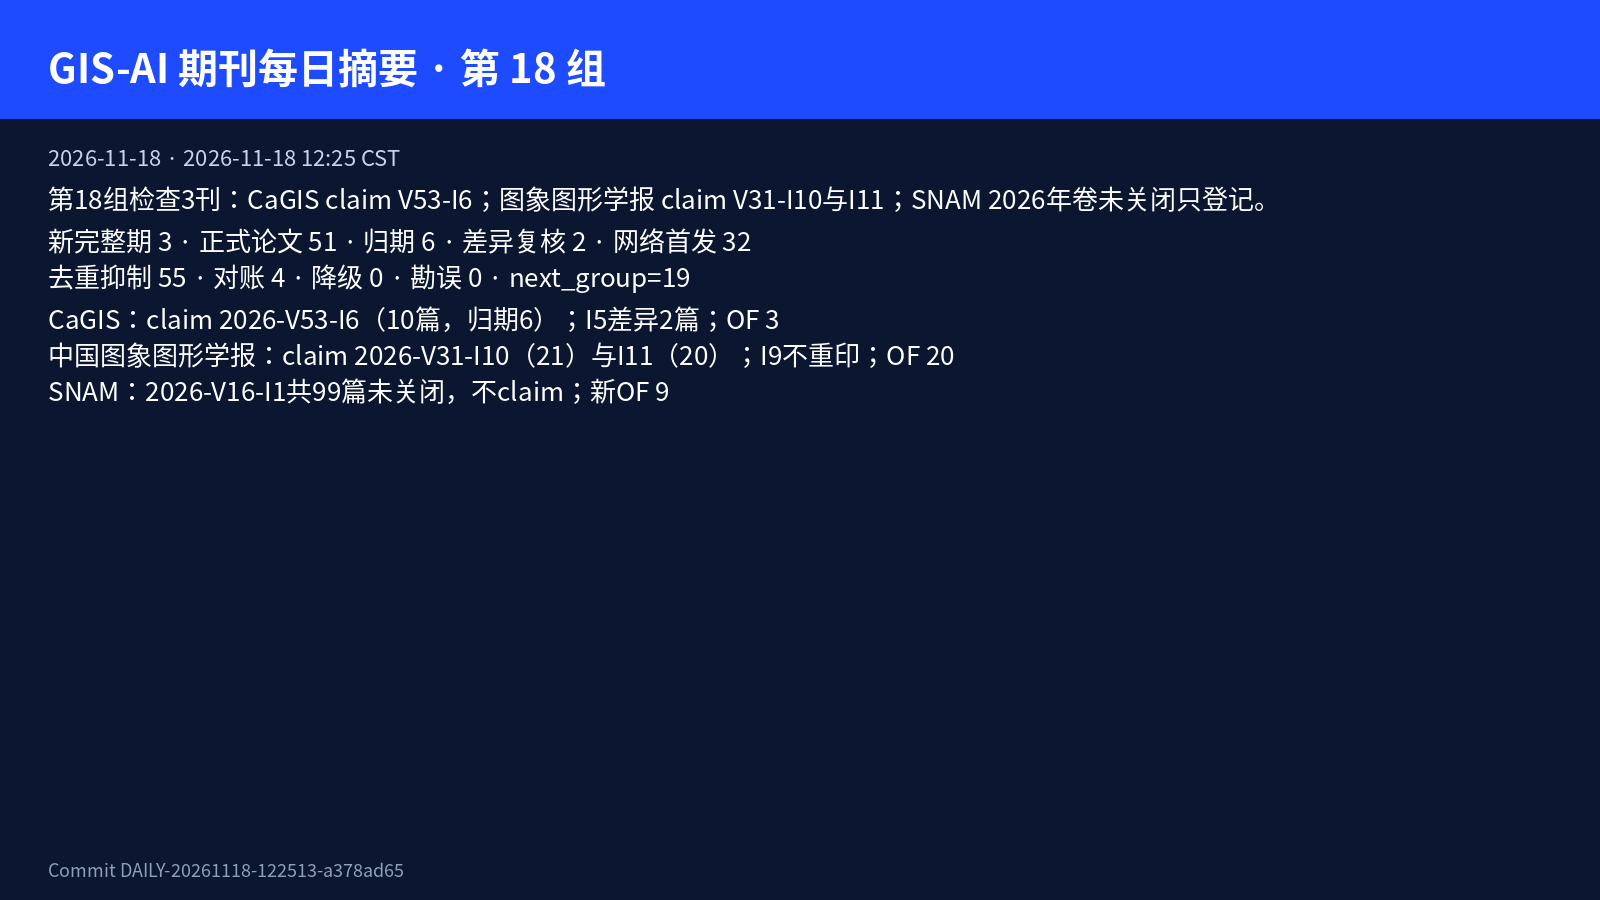 GIS-AI 期刊每日摘要 · 第 18 组
2026-11-18 · 2026-11-18 12:25 CST
第18组检查3刊：CaGIS claim V53-I6；图象图形学报 claim V31-I10与I11；SNAM 2026年卷未关闭只登记。
新完整期 3 · 正式论文 51 · 归期 6 · 差异复核 2 · 网络首发 32
去重抑制 55 · 对账 4 · 降级 0 · 勘误 0 · next_group=19
CaGIS：claim 2026-V53-I6（10篇，归期6）；I5差异2篇；OF 3
中国图象图形学报：claim 2026-V31-I10（21）与I11（20）；I9不重印；OF 20
SNAM：2026-V16-I1共99篇未关闭，不claim；新OF 9
Commit DAILY-20261118-122513-a378ad65